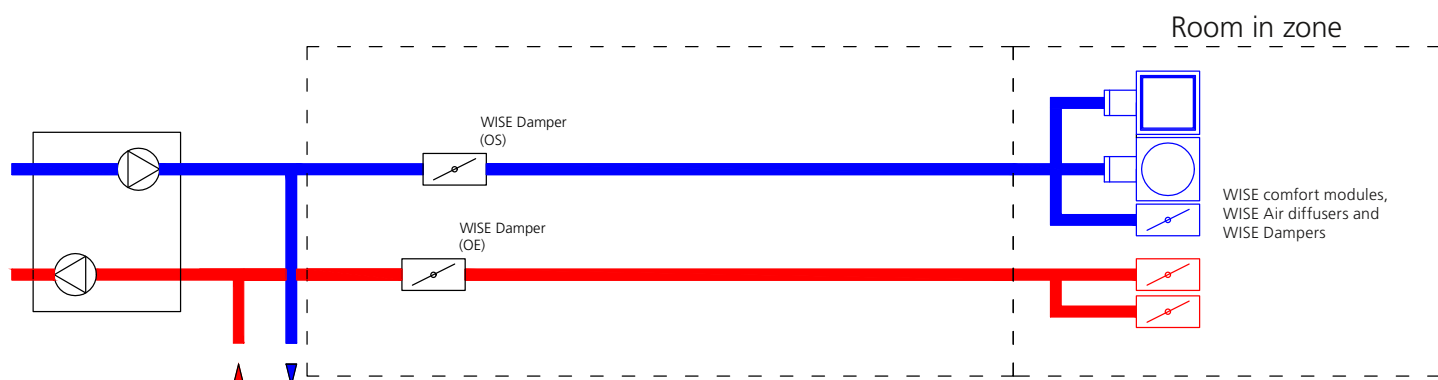 Room in zone
WISE Damper
(OS)
WISE comfort modules,
WISE Air diffusers and
WISE Dampers
WISE Damper
(OE)